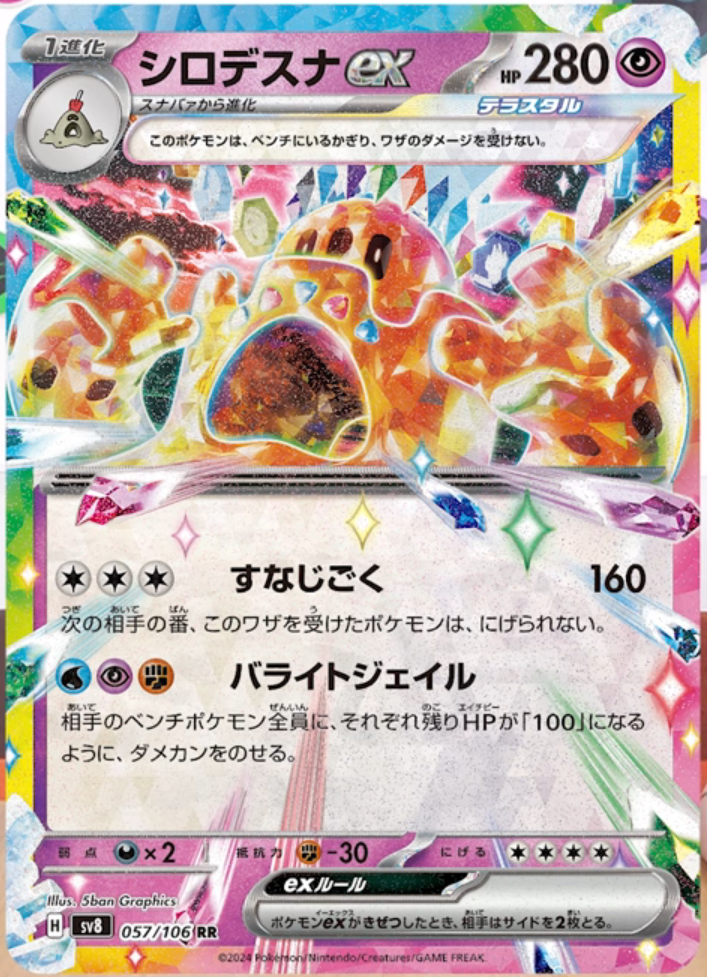 1進化
シロデスナex
HP280
スナバァから進化
テラスタル
このポケモンは、ベンチにいるかぎり、ワザのダメージを受けない。
すなじごく 160
次の相手の番、このワザを受けたポケモンは、にげられない。
バライトジェイル
相手のベンチポケモン全員に、それぞれ残りHPが「100」になる
ように、ダメカンをのせる。
弱点 ×2 抵抗力 -30 にげる
exルール
ポケモンexがきぜつしたとき、相手はサイドを2枚とる。
Illus. 5ban Graphics
H sv8 057/106 RR
©2024 Pokémon/Nintendo/Creatures/GAME FREAK.